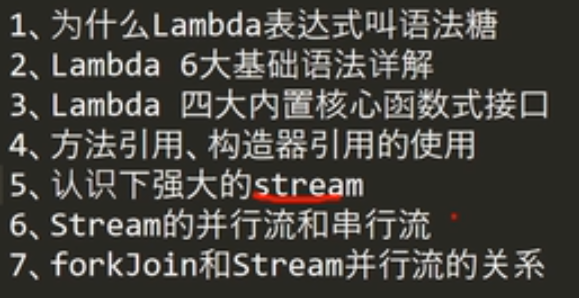 1、为什么Lambda表达式叫语法糖
2、Lambda 6大基础语法详解
3、Lambda 四大内置核心函数式接口
4、方法引用、构造器引用的使用
5、认识下强大的stream
6、Stream的并行流和串行流
7、forkJoin和Stream并行流的关系